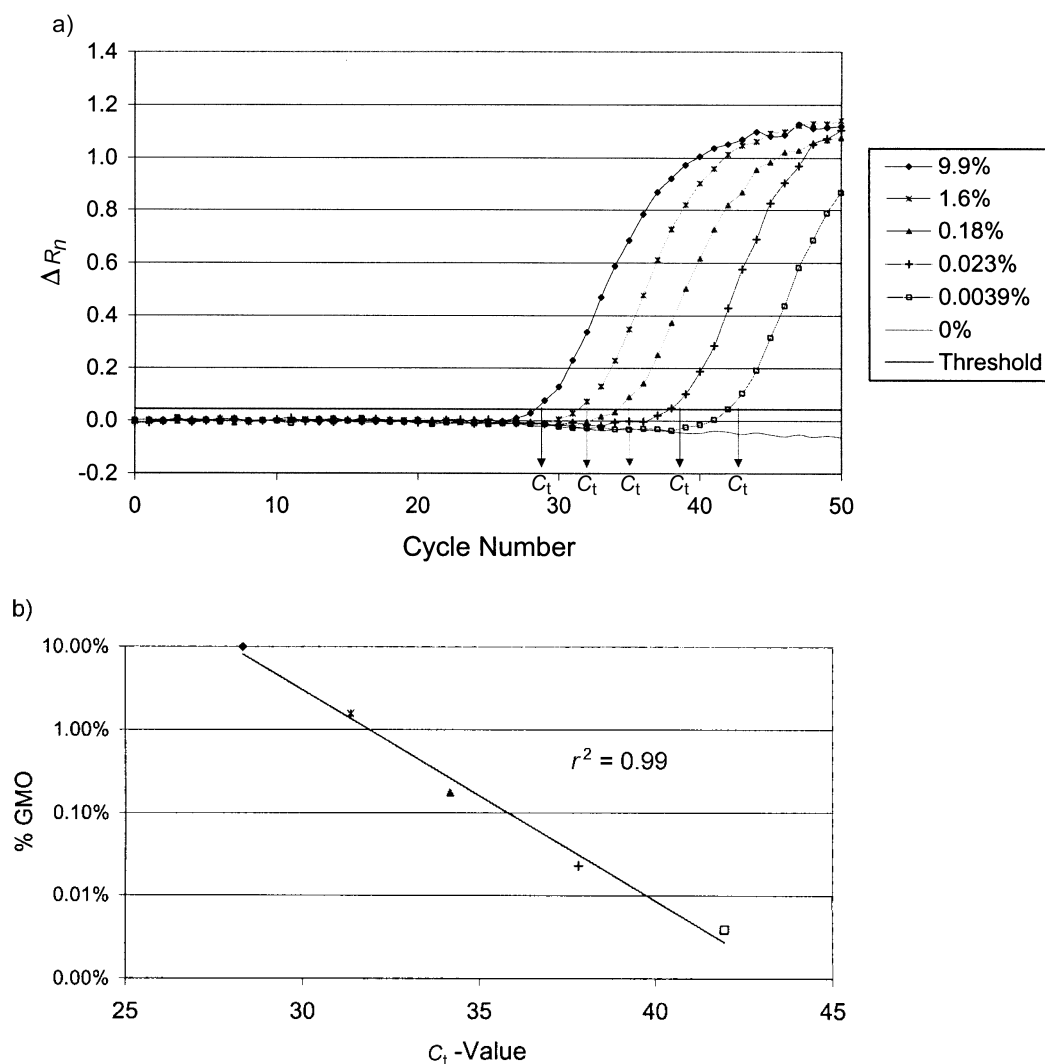 a)
1.4
1.2
1.0
0.8
0.6
0.4
0.2
0.0
-0.2
ΔRn
0
10
20
30
40
50
Ct
Ct
Ct
Ct
Ct
Cycle Number
9.9%
1.6%
0.18%
0.023%
0.0039%
0%
Threshold
b)
10.00%
1.00%
0.10%
0.01%
0.00%
% GMO
r² = 0.99
25
30
35
40
45
Ct -Value